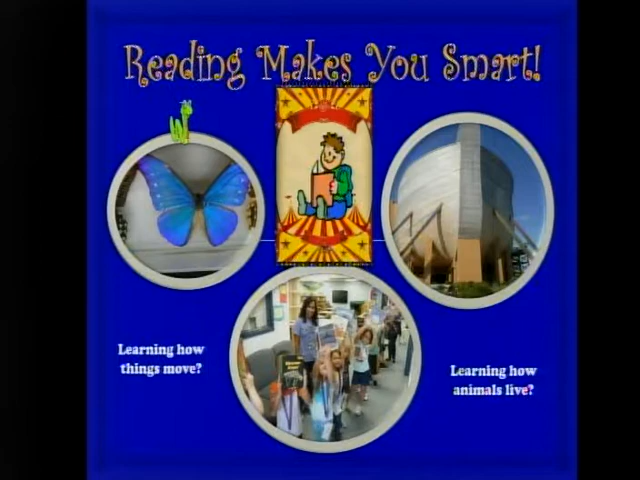 Reading Makes You Smart!
Learning how
things move?
Learning how
animals live?